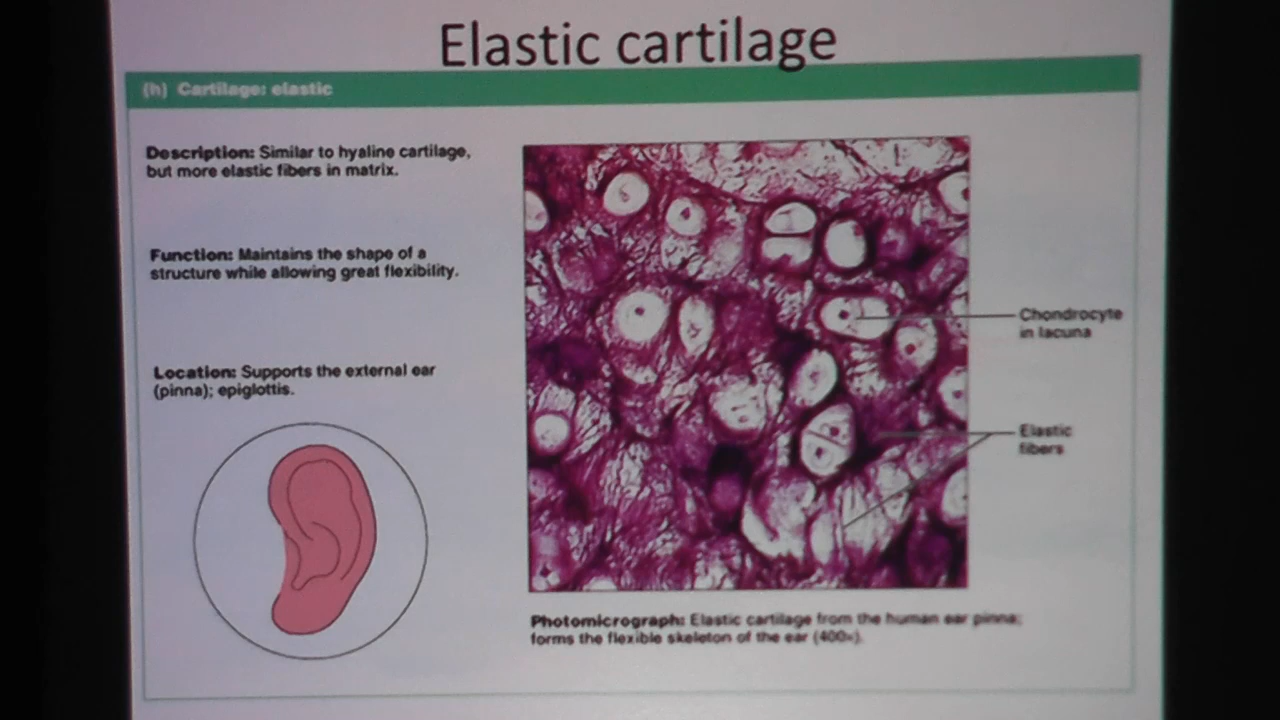 Elastic cartilage
(h) Cartilage: elastic
Description: Similar to hyaline cartilage,
but more elastic fibers in matrix.
Function: Maintains the shape of a
structure while allowing great flexibility.
Location: Supports the external ear
(pinna); epiglottis.
Chondrocyte
in lacuna
Elastic
fibers
Photomicrograph: Elastic cartilage from the human ear pinna;
forms the flexible skeleton of the ear (400×).